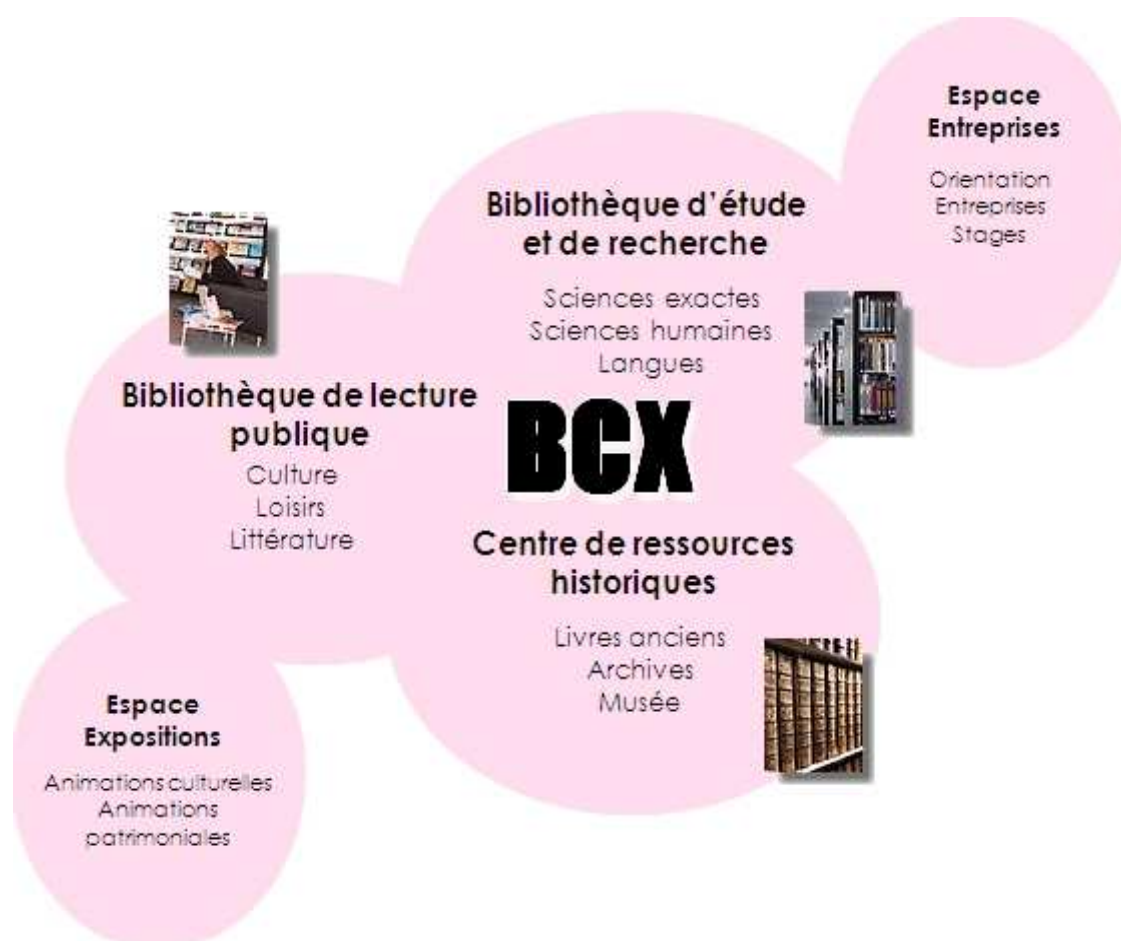 Espace
Entreprises
Orientation
Entreprises
Stages
Bibliothèque d'étude
et de recherche
Sciences exactes
Sciences humaines
Langues
Bibliothèque de lecture
publique
Culture
Loisirs
Littérature
BCX
Centre de ressources
historiques
Livres anciens
Archives
Musée
Espace
Expositions
Animations culturelles
Animations
patrimoniales